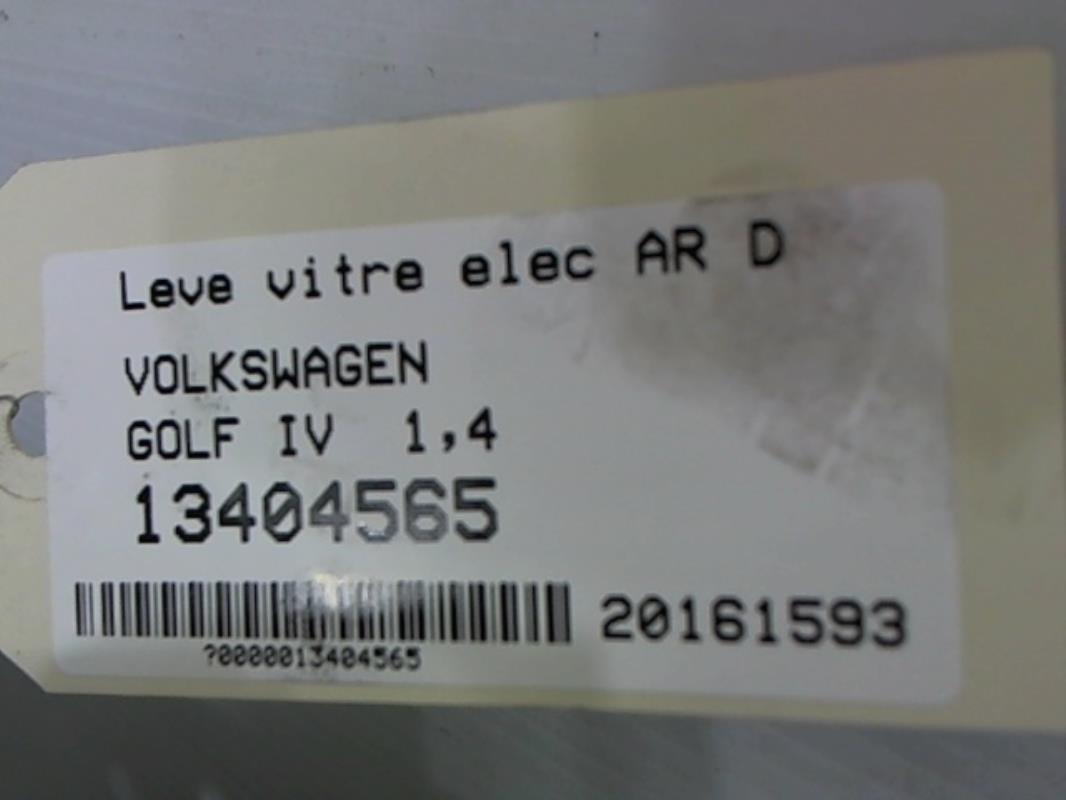 Leve vitre elec AR D
VOLKSWAGEN
GOLF IV 1,4
13404565
20161593
?0000013404565